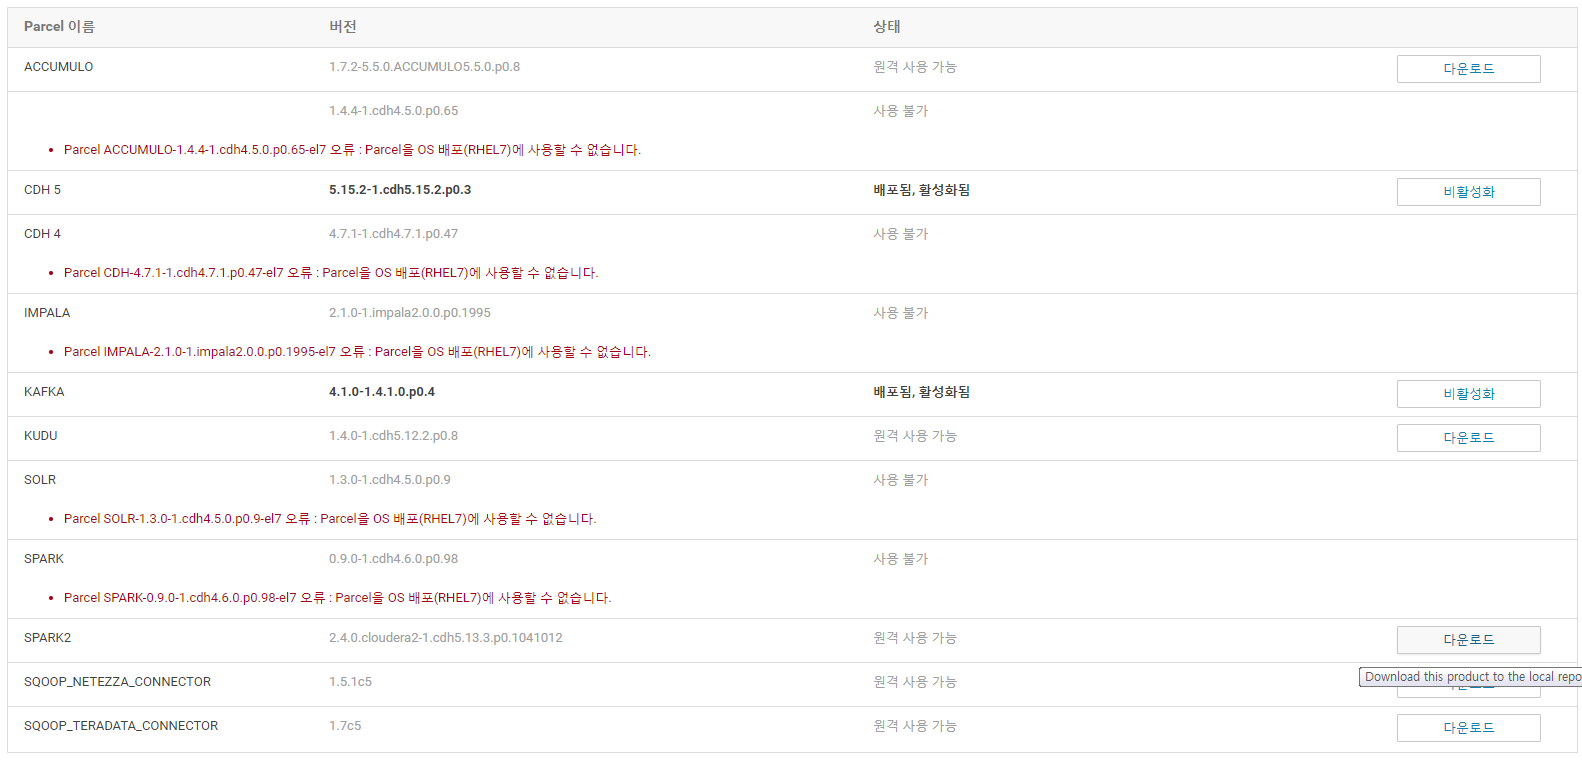 Parcel 이름 버전 상태
ACCUMULO 1.7.2-5.5.0.ACCUMULO5.5.0.p0.8 원격 사용 가능 다운로드
1.4.4-1.cdh4.5.0.p0.65 사용 불가
• Parcel ACCUMULO-1.4.4-1.cdh4.5.0.p0.65-el7 오류 : Parcel을 OS 배포(RHEL7)에 사용할 수 없습니다.
CDH 5 5.15.2-1.cdh5.15.2.p0.3 배포됨, 활성화됨 비활성화
CDH 4 4.7.1-1.cdh4.7.1.p0.47 사용 불가
• Parcel CDH-4.7.1-1.cdh4.7.1.p0.47-el7 오류 : Parcel을 OS 배포(RHEL7)에 사용할 수 없습니다.
IMPALA 2.1.0-1.impala2.0.0.p0.1995 사용 불가
• Parcel IMPALA-2.1.0-1.impala2.0.0.p0.1995-el7 오류 : Parcel을 OS 배포(RHEL7)에 사용할 수 없습니다.
KAFKA 4.1.0-1.4.1.0.p0.4 배포됨, 활성화됨 비활성화
KUDU 1.4.0-1.cdh5.12.2.p0.8 원격 사용 가능 다운로드
SOLR 1.3.0-1.cdh4.5.0.p0.9 사용 불가
• Parcel SOLR-1.3.0-1.cdh4.5.0.p0.9-el7 오류 : Parcel을 OS 배포(RHEL7)에 사용할 수 없습니다.
SPARK 0.9.0-1.cdh4.6.0.p0.98 사용 불가
• Parcel SPARK-0.9.0-1.cdh4.6.0.p0.98-el7 오류 : Parcel을 OS 배포(RHEL7)에 사용할 수 없습니다.
SPARK2 2.4.0.cloudera2-1.cdh5.13.3.p0.1041012 원격 사용 가능 다운로드
Download this product to the local repo
SQOOP_NETEZZA_CONNECTOR 1.5.1c5 원격 사용 가능
SQOOP_TERADATA_CONNECTOR 1.7c5 원격 사용 가능 다운로드